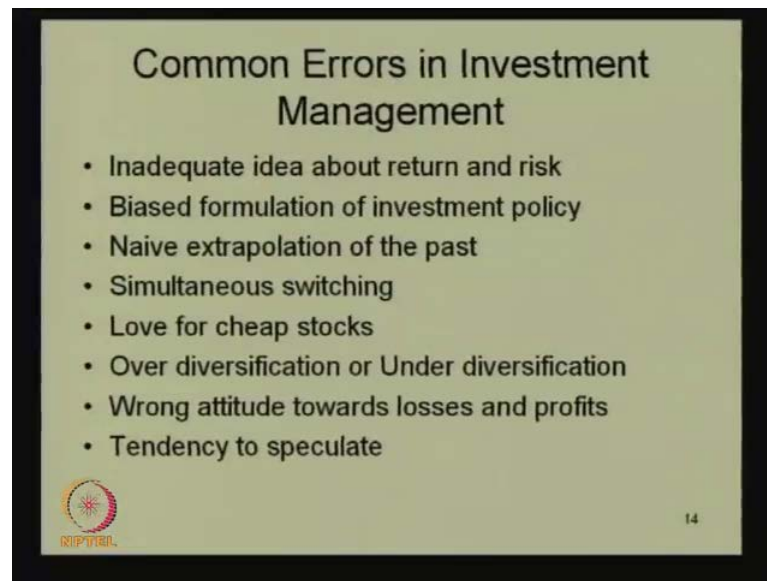 Common Errors in Investment
Management
• Inadequate idea about return and risk
• Biased formulation of investment policy
• Naive extrapolation of the past
• Simultaneous switching
• Love for cheap stocks
• Over diversification or Under diversification
• Wrong attitude towards losses and profits
• Tendency to speculate
14
NPTEL